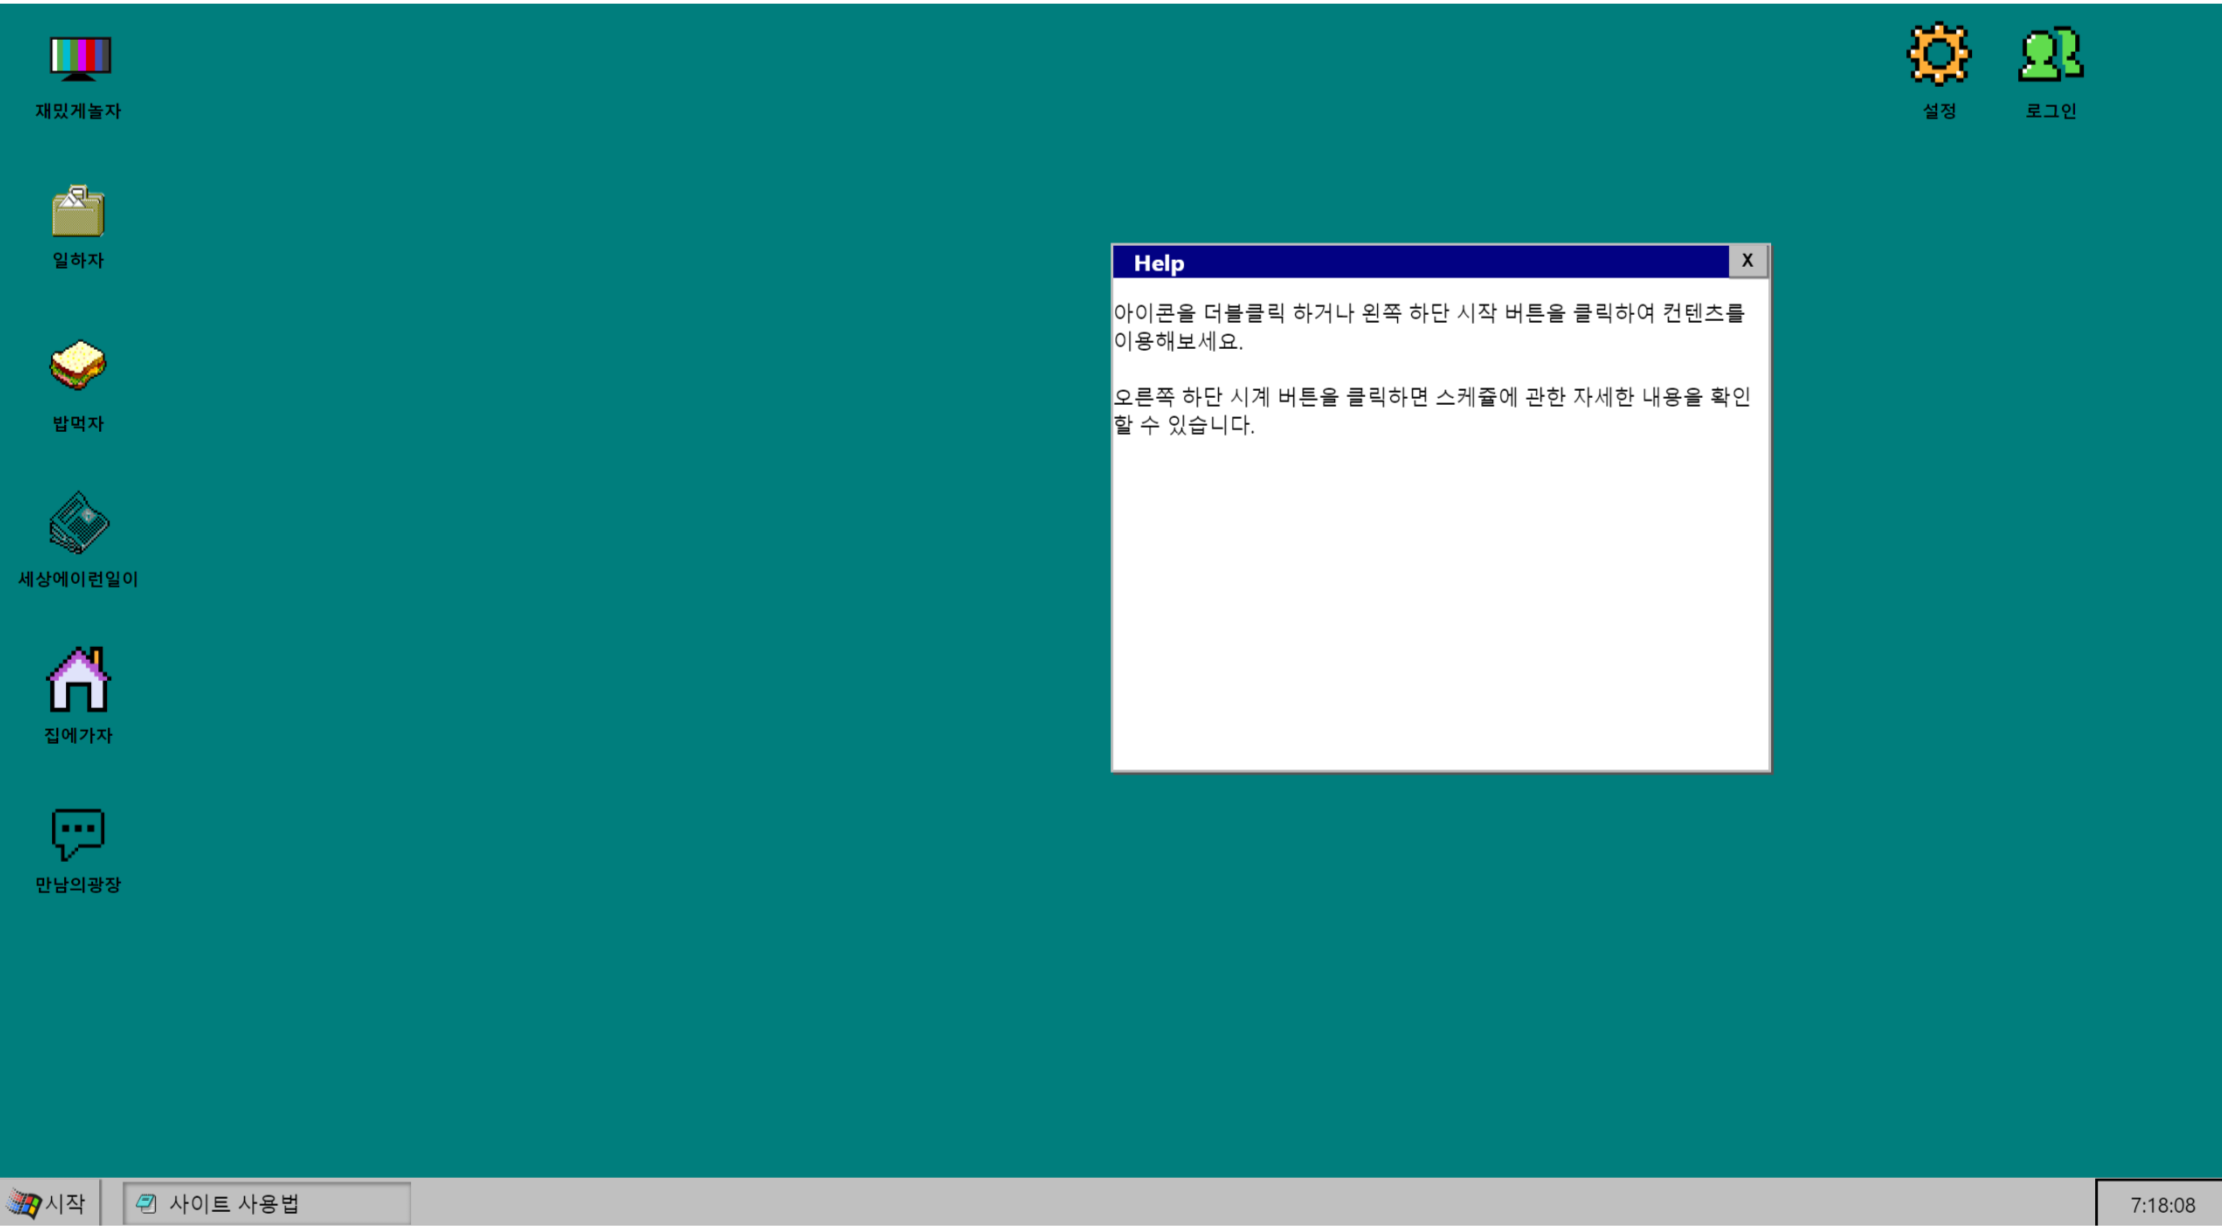 재밌게놀자
설정
로그인
일하자
Help
X
아이콘을 더블클릭 하거나 왼쪽 하단 시작 버튼을 클릭하여 컨텐츠를
이용해보세요.
오른쪽 하단 시계 버튼을 클릭하면 스케쥴에 관한 자세한 내용을 확인
할 수 있습니다.
밥먹자
세상에이런일이
집에가자
만남의광장
시작
사이트 사용법
7:18:08